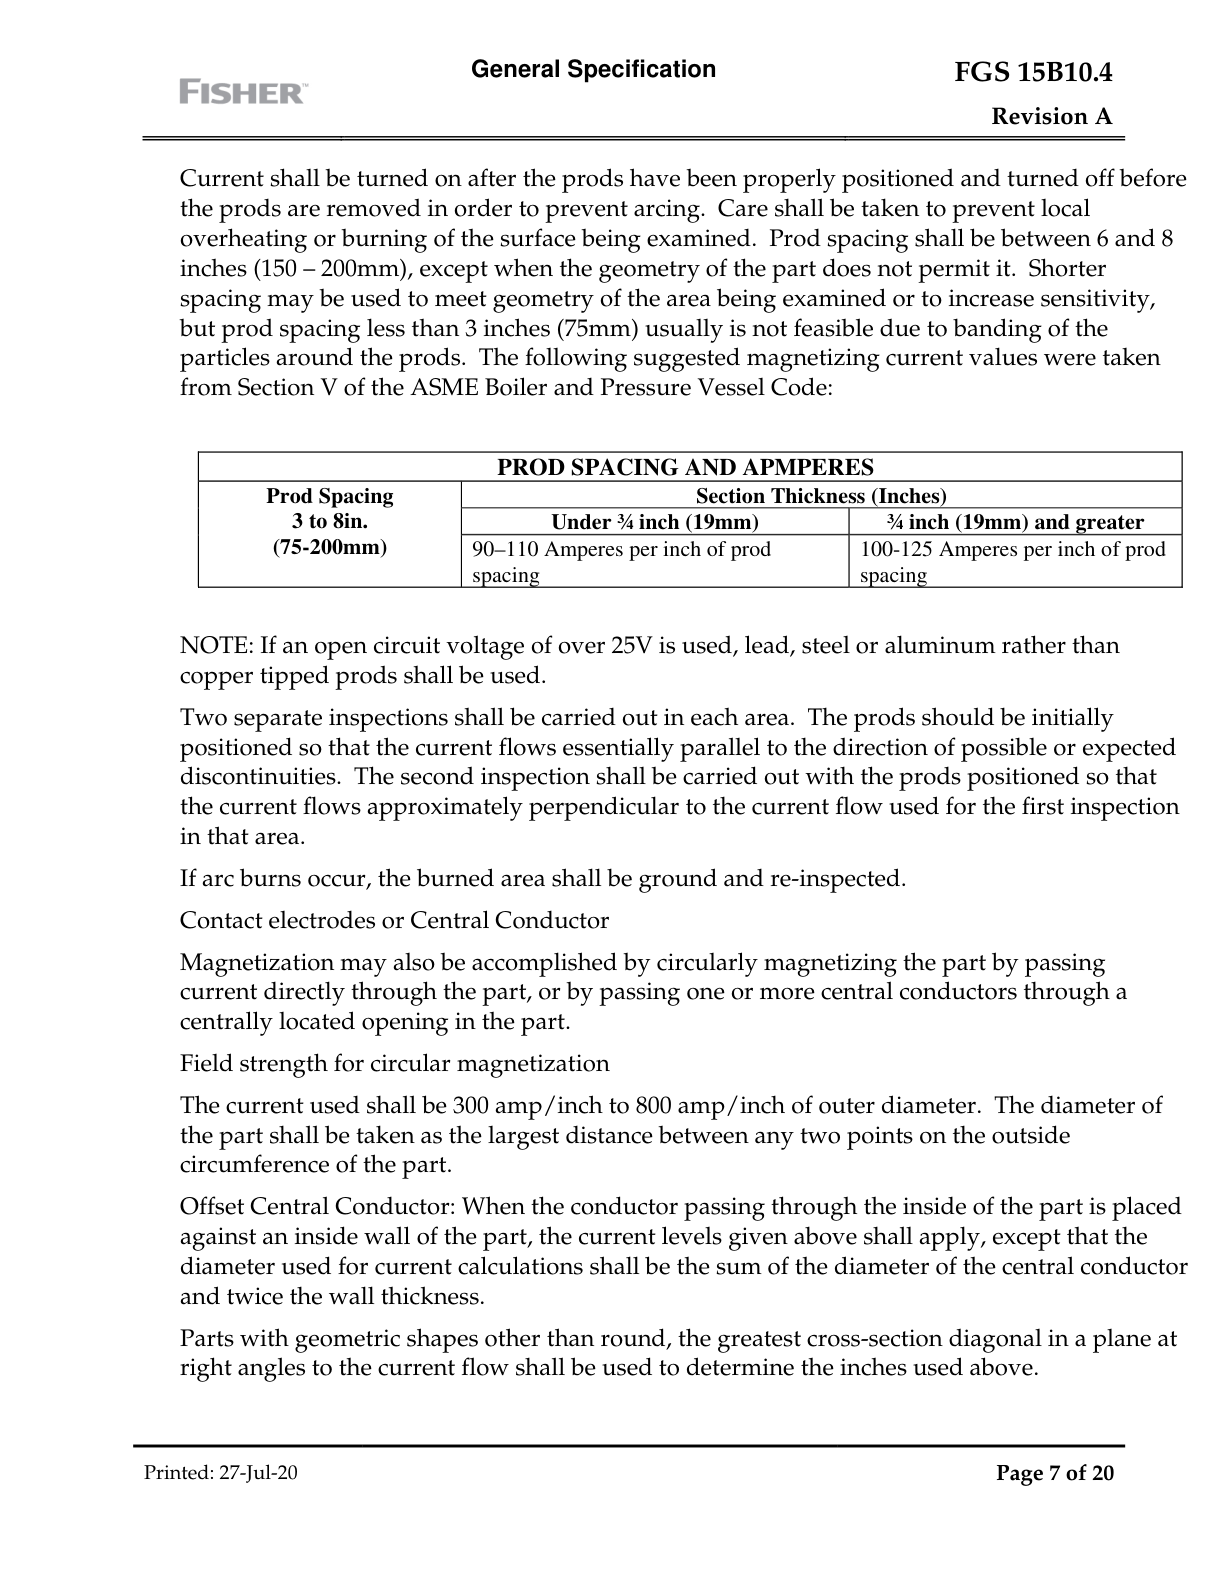 General Specification
FGS 15B10.4
FISHER™
Revision A
Current shall be turned on after the prods have been properly positioned and turned off before
the prods are removed in order to prevent arcing.  Care shall be taken to prevent local
overheating or burning of the surface being examined.  Prod spacing shall be between 6 and 8
inches (150 – 200mm), except when the geometry of the part does not permit it.  Shorter
spacing may be used to meet geometry of the area being examined or to increase sensitivity,
but prod spacing less than 3 inches (75mm) usually is not feasible due to banding of the
particles around the prods.  The following suggested magnetizing current values were taken
from Section V of the ASME Boiler and Pressure Vessel Code:
PROD SPACING AND APMPERES
Prod Spacing
3 to 8in.
(75-200mm)
Section Thickness (Inches)
Under ¾ inch (19mm)
¾ inch (19mm) and greater
90–110 Amperes per inch of prod
spacing
100-125 Amperes per inch of prod
spacing
NOTE: If an open circuit voltage of over 25V is used, lead, steel or aluminum rather than
copper tipped prods shall be used.
Two separate inspections shall be carried out in each area.  The prods should be initially
positioned so that the current flows essentially parallel to the direction of possible or expected
discontinuities.  The second inspection shall be carried out with the prods positioned so that
the current flows approximately perpendicular to the current flow used for the first inspection
in that area.
If arc burns occur, the burned area shall be ground and re-inspected.
Contact electrodes or Central Conductor
Magnetization may also be accomplished by circularly magnetizing the part by passing
current directly through the part, or by passing one or more central conductors through a
centrally located opening in the part.
Field strength for circular magnetization
The current used shall be 300 amp/inch to 800 amp/inch of outer diameter.  The diameter of
the part shall be taken as the largest distance between any two points on the outside
circumference of the part.
Offset Central Conductor: When the conductor passing through the inside of the part is placed
against an inside wall of the part, the current levels given above shall apply, except that the
diameter used for current calculations shall be the sum of the diameter of the central conductor
and twice the wall thickness.
Parts with geometric shapes other than round, the greatest cross-section diagonal in a plane at
right angles to the current flow shall be used to determine the inches used above.
Printed: 27-Jul-20
Page 7 of 20